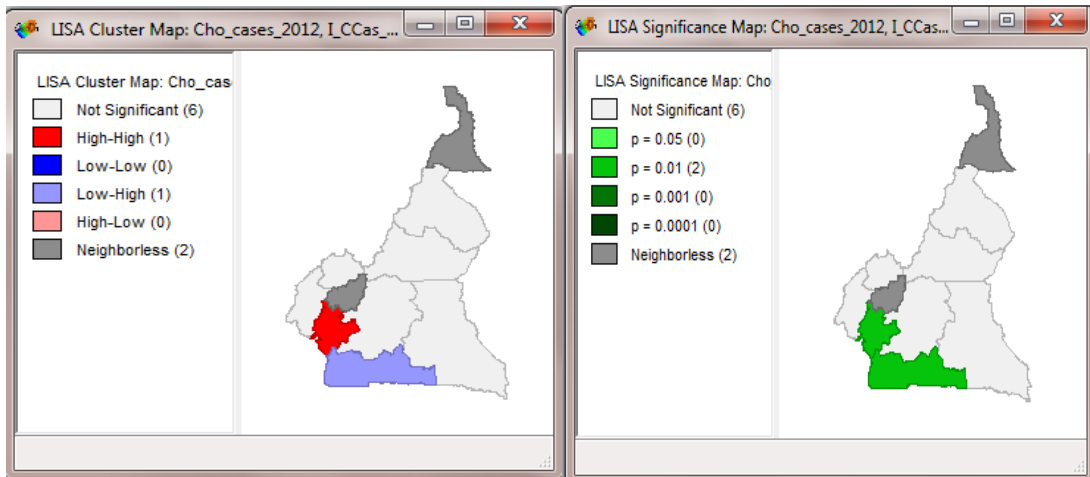 LISA Cluster Map: Cho_cases_2012, I_CCas_...
LISA Cluster Map: Cho_cas
Not Significant (6)
High-High (1)
Low-Low (0)
Low-High (1)
High-Low (0)
Neighborless (2)
LISA Significance Map: Cho_cases_2012, I_CCas...
LISA Significance Map: Cho
Not Significant (6)
p = 0.05 (0)
p = 0.01 (2)
p = 0.001 (0)
p = 0.0001 (0)
Neighborless (2)